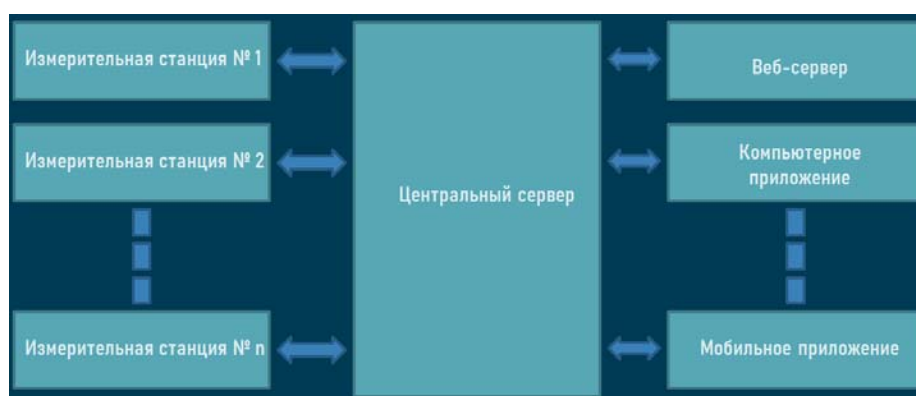 Измерительная станция № 1
Веб-сервер
Измерительная станция № 2
Компьютерное
приложение
Центральный сервер
Измерительная станция № n
Мобильное приложение